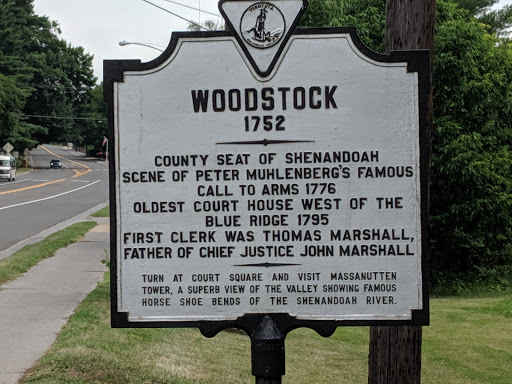 VIRGINIA
WOODSTOCK
1752
COUNTY SEAT OF SHENANDOAH
SCENE OF PETER MUHLENBERG'S FAMOUS
CALL TO ARMS 1776
OLDEST COURT HOUSE WEST OF THE
BLUE RIDGE 1795
FIRST CLERK WAS THOMAS MARSHALL,
FATHER OF CHIEF JUSTICE JOHN MARSHALL
TURN AT COURT SQUARE AND VISIT MASSANUTTEN
TOWER, A SUPERB VIEW OF THE VALLEY SHOWING FAMOUS
HORSE SHOE BENDS OF THE SHENANDOAH RIVER.